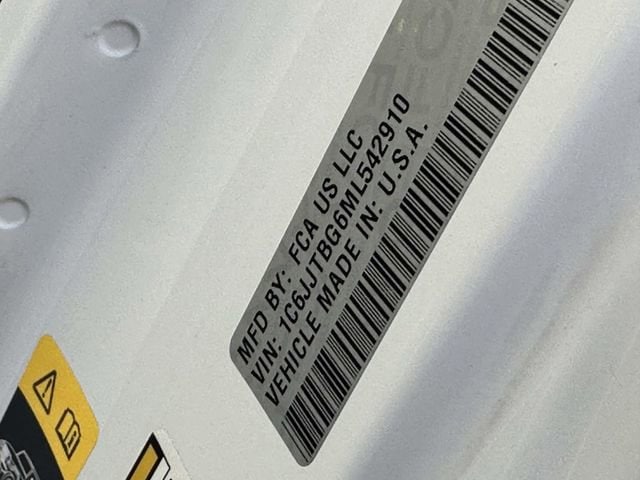 MFD BY: FCA US LLC
VIN: 1C6JJTBG6ML542910
VEHICLE MADE IN: U.S.A.